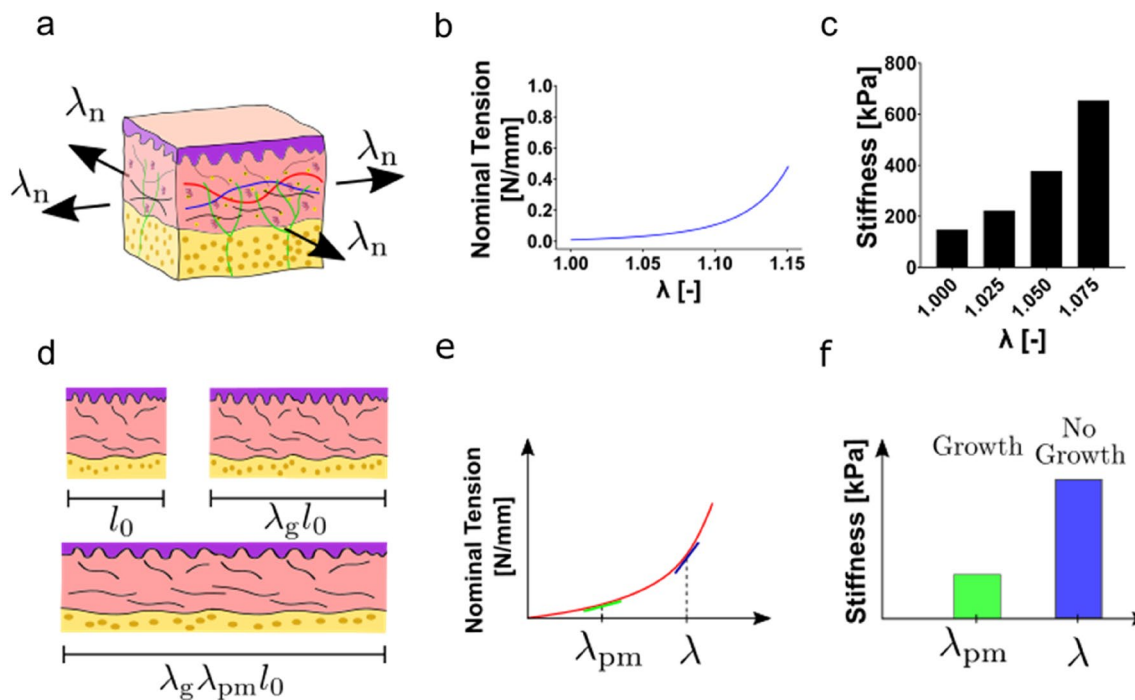 a
λn
λn
λn
λn
b
Nominal Tension
[N/mm]
1.0
0.8
0.6
0.4
0.2
0.0
1.00
1.05
1.10
1.15
λ [-]
c
Stiffness [kPa]
800
600
400
200
0
1.000
1.025
1.050
1.075
λ [-]
d
l0
λgl0
λgλpml0
e
Nominal Tension
[N/mm]
λpm
λ
f
Stiffness [kPa]
Growth
No
Growth
λpm
λ